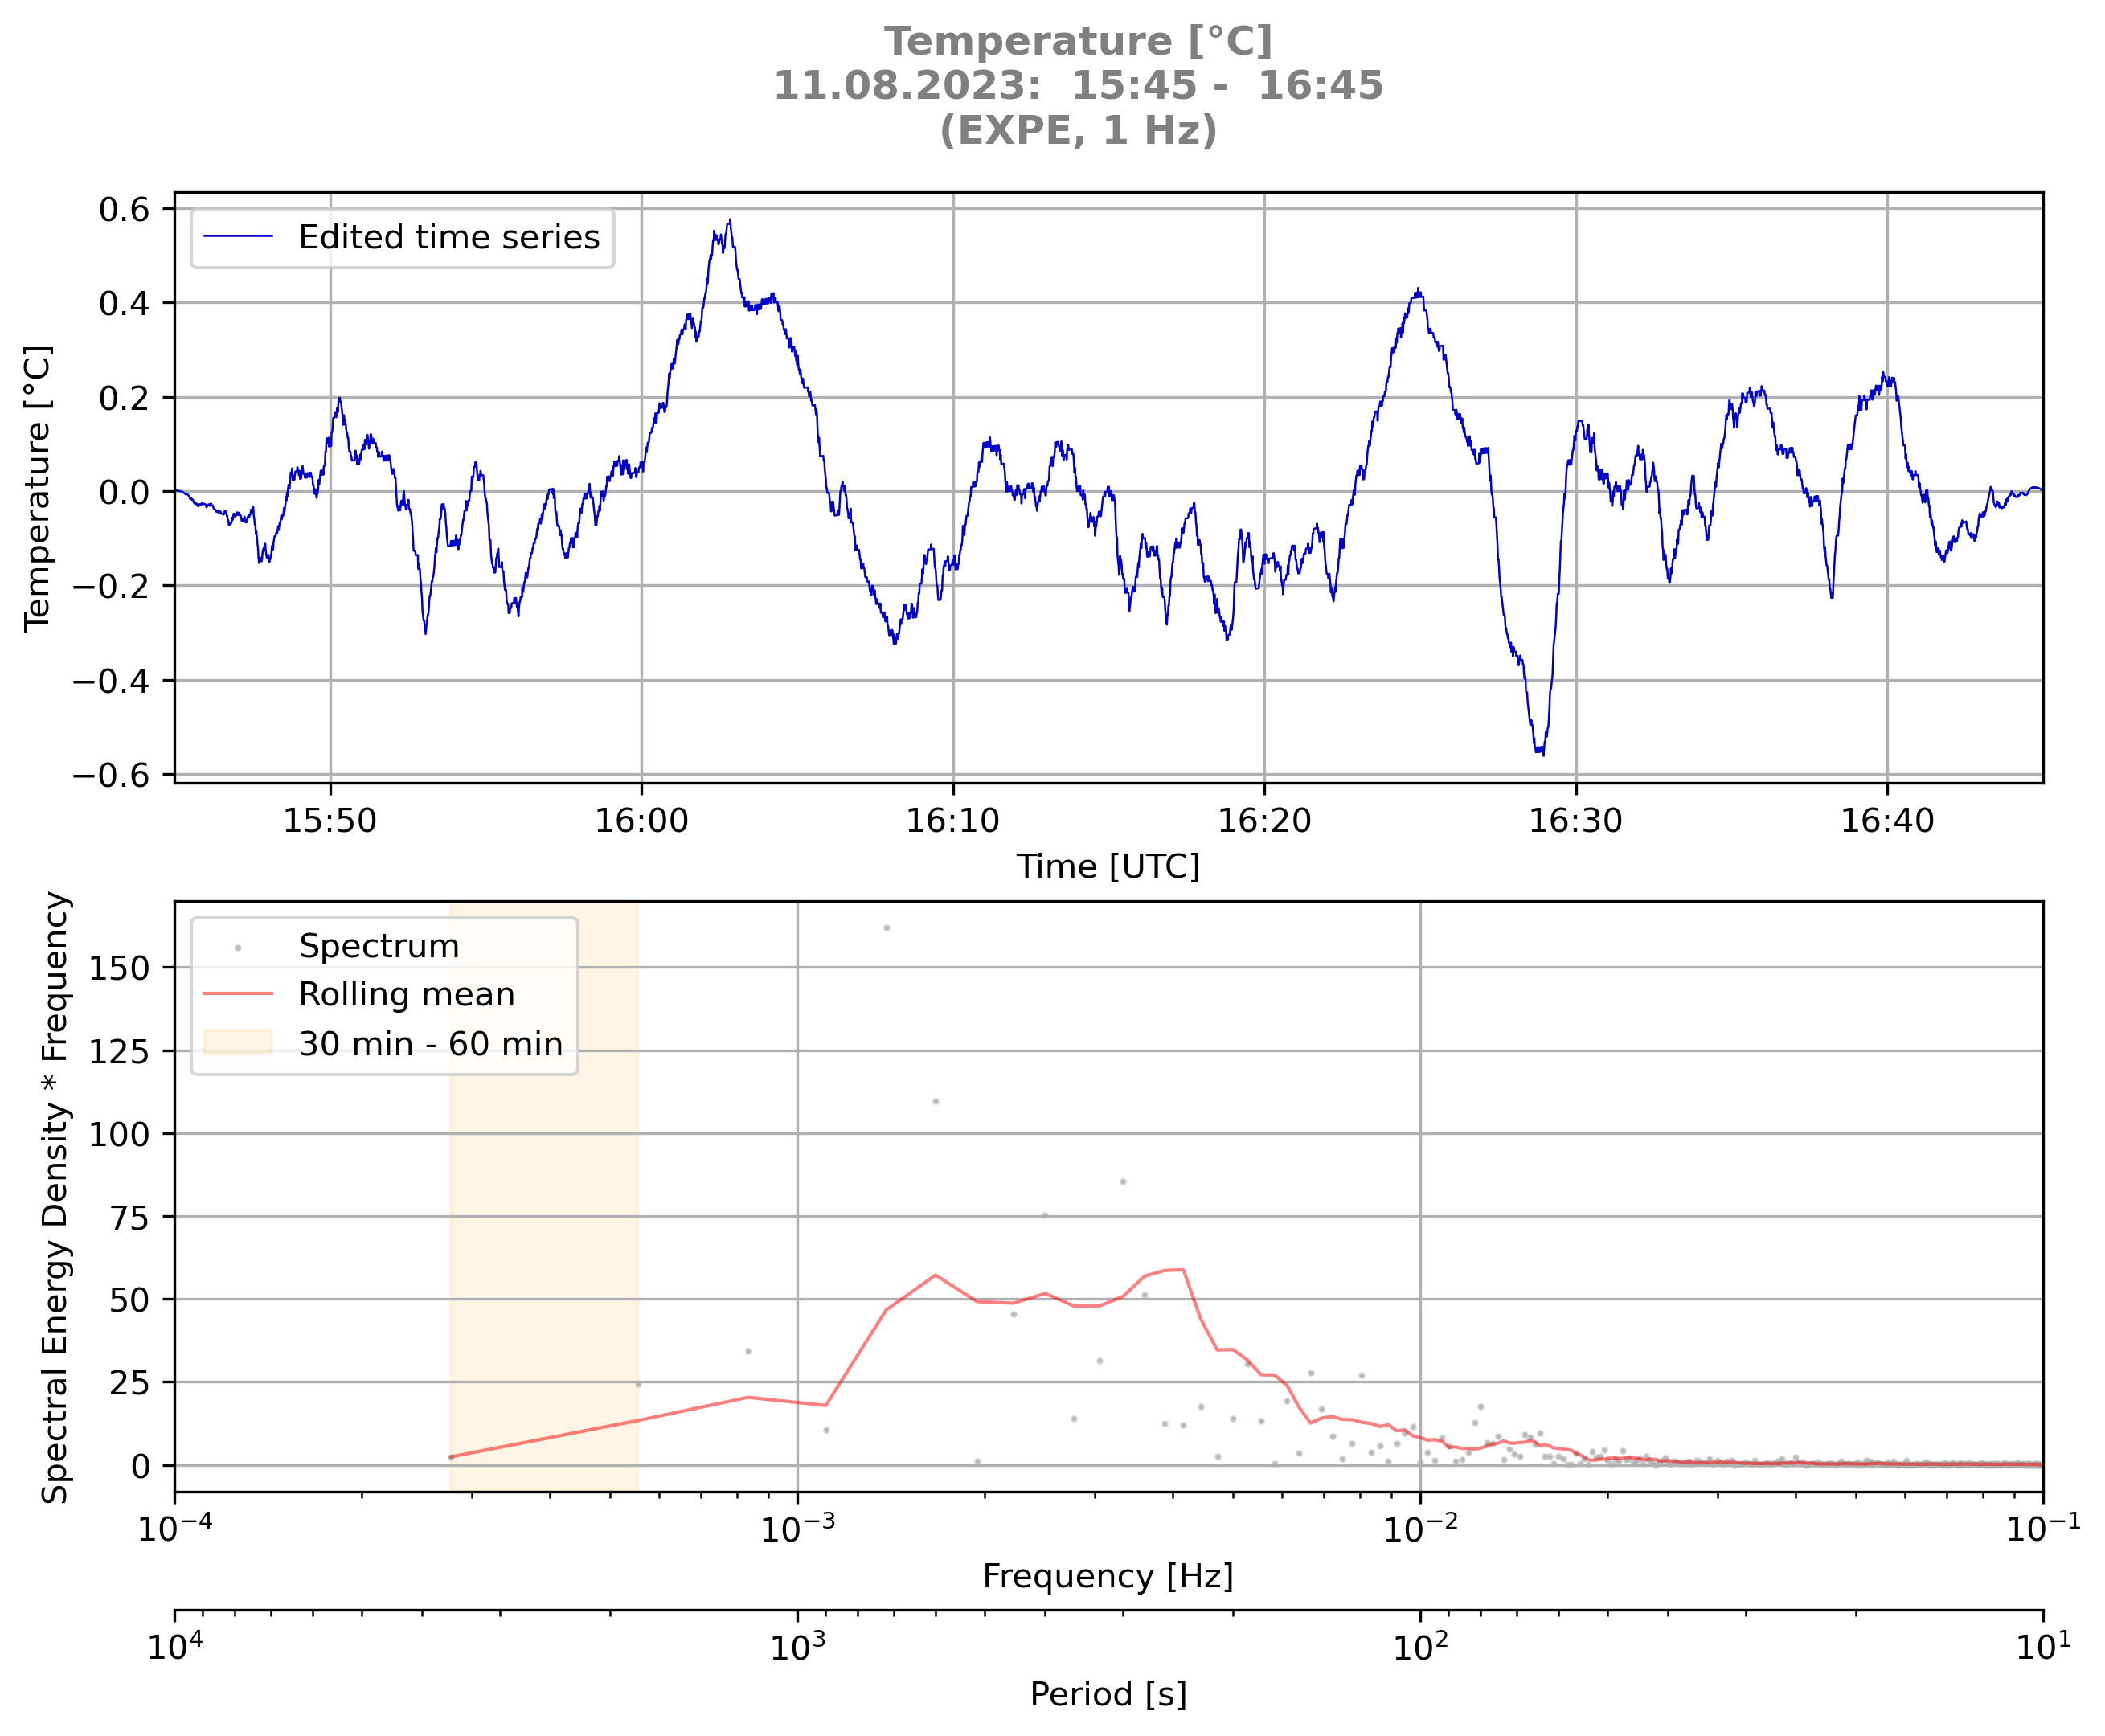 Temperature [°C]
11.08.2023:  15:45 -  16:45
(EXPE, 1 Hz)
Temperature [°C]
0.6
0.4
0.2
0.0
−0.2
−0.4
−0.6
Edited time series
15:50 16:00 16:10 16:20 16:30 16:40
Time [UTC]
Spectral Energy Density * Frequency
150
125
100
75
50
25
0
Spectrum
Rolling mean
30 min - 60 min
10⁻⁴ 10⁻³ 10⁻² 10⁻¹
Frequency [Hz]
10⁴ 10³ 10² 10¹
Period [s]